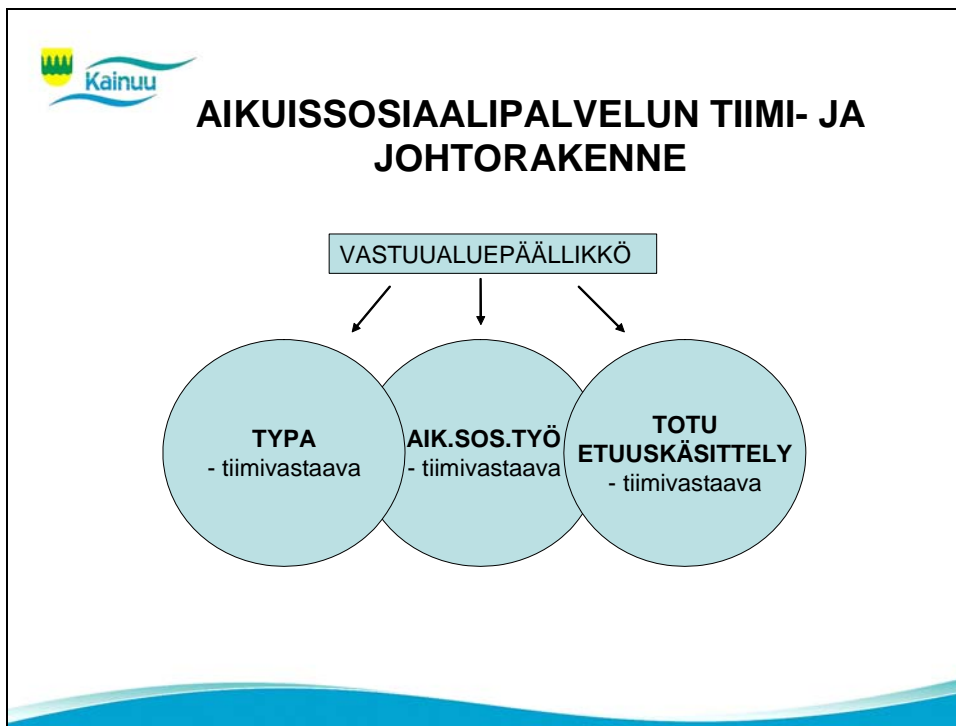 Kainuu
AIKUISSOSIAALIPALVELUN TIIMI- JA
JOHTORAKENNE
VASTUUALUEPÄÄLLIKKÖ
TYPA
- tiimivastaava
AIK.SOS.TYÖ
- tiimivastaava
TOTU
ETUUSKÄSITTELY
- tiimivastaava